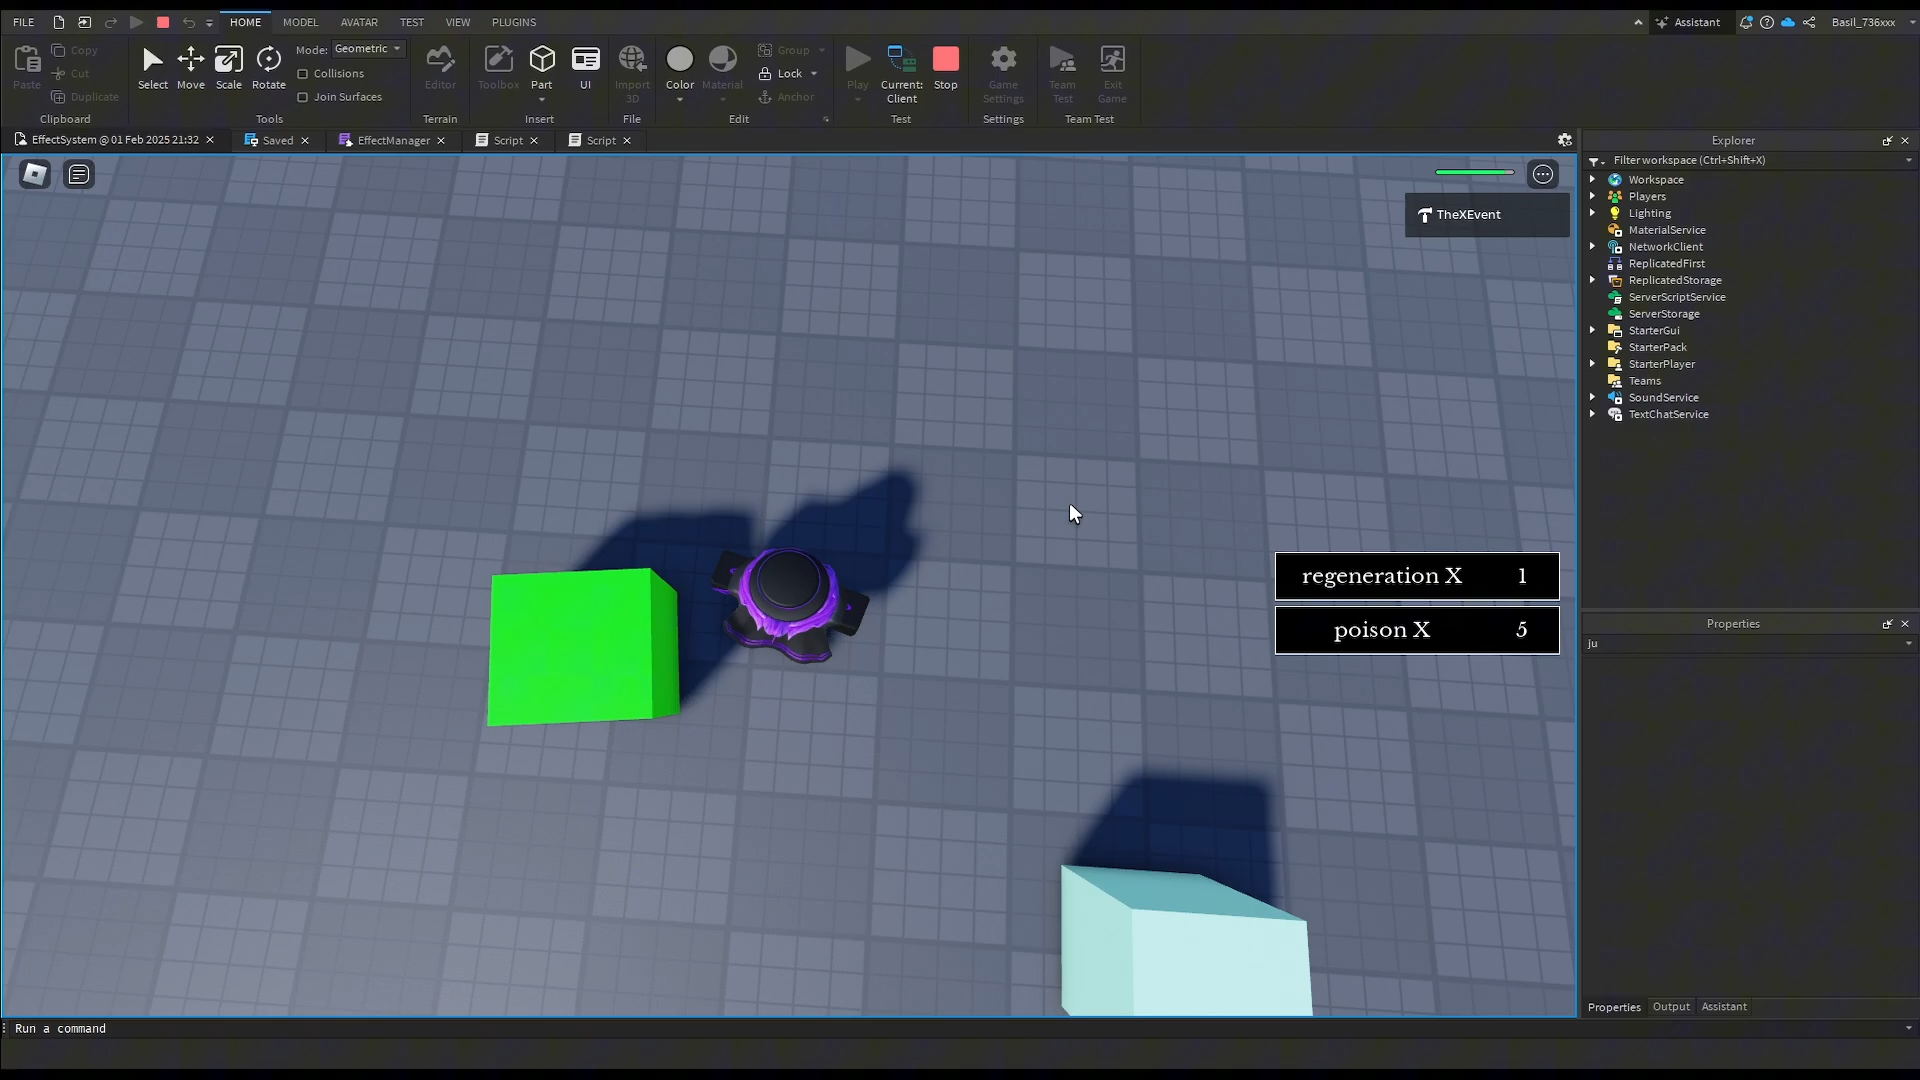 FILE HOME MODEL AVATAR TEST VIEW PLUGINS Assistant Basil_736xxx
Paste Copy Cut Duplicate Clipboard
Select Move Scale Rotate Mode: Geometric Collisions Join Surfaces Tools
Editor Terrain
Toolbox Part UI Insert
Import 3D File
Color Material Group Lock Anchor Edit
Play Current: Client Stop Test
Game Settings Settings
Team Test Exit Game Team Test
EffectSystem @ 01 Feb 2025 21:32 Saved EffectManager Script Script
TheXEvent
regeneration X 1
poison X 5
Explorer
Filter workspace (Ctrl+Shift+X)
Workspace
Players
Lighting
MaterialService
NetworkClient
ReplicatedFirst
ReplicatedStorage
ServerScriptService
ServerStorage
StarterGui
StarterPack
StarterPlayer
Teams
SoundService
TextChatService
Properties
ju
Properties Output Assistant
Run a command